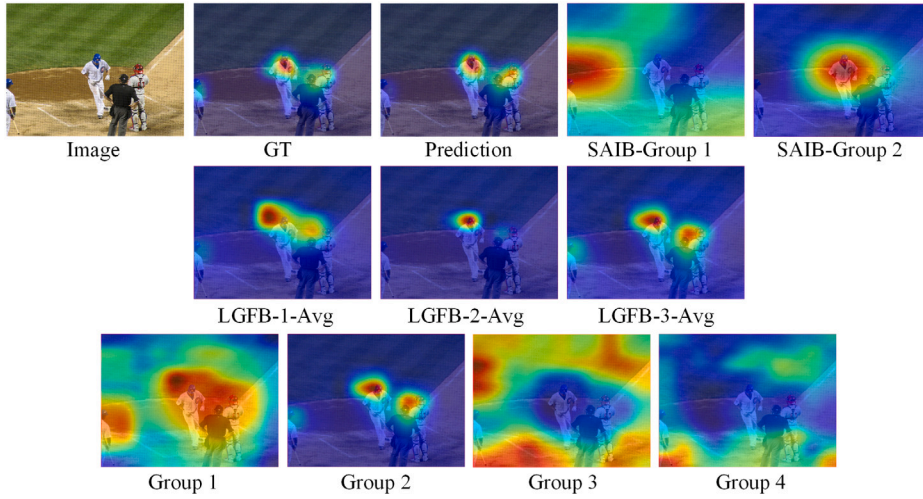 Image GT Prediction SAIB-Group 1 SAIB-Group 2
LGFB-1-Avg LGFB-2-Avg LGFB-3-Avg
Group 1 Group 2 Group 3 Group 4